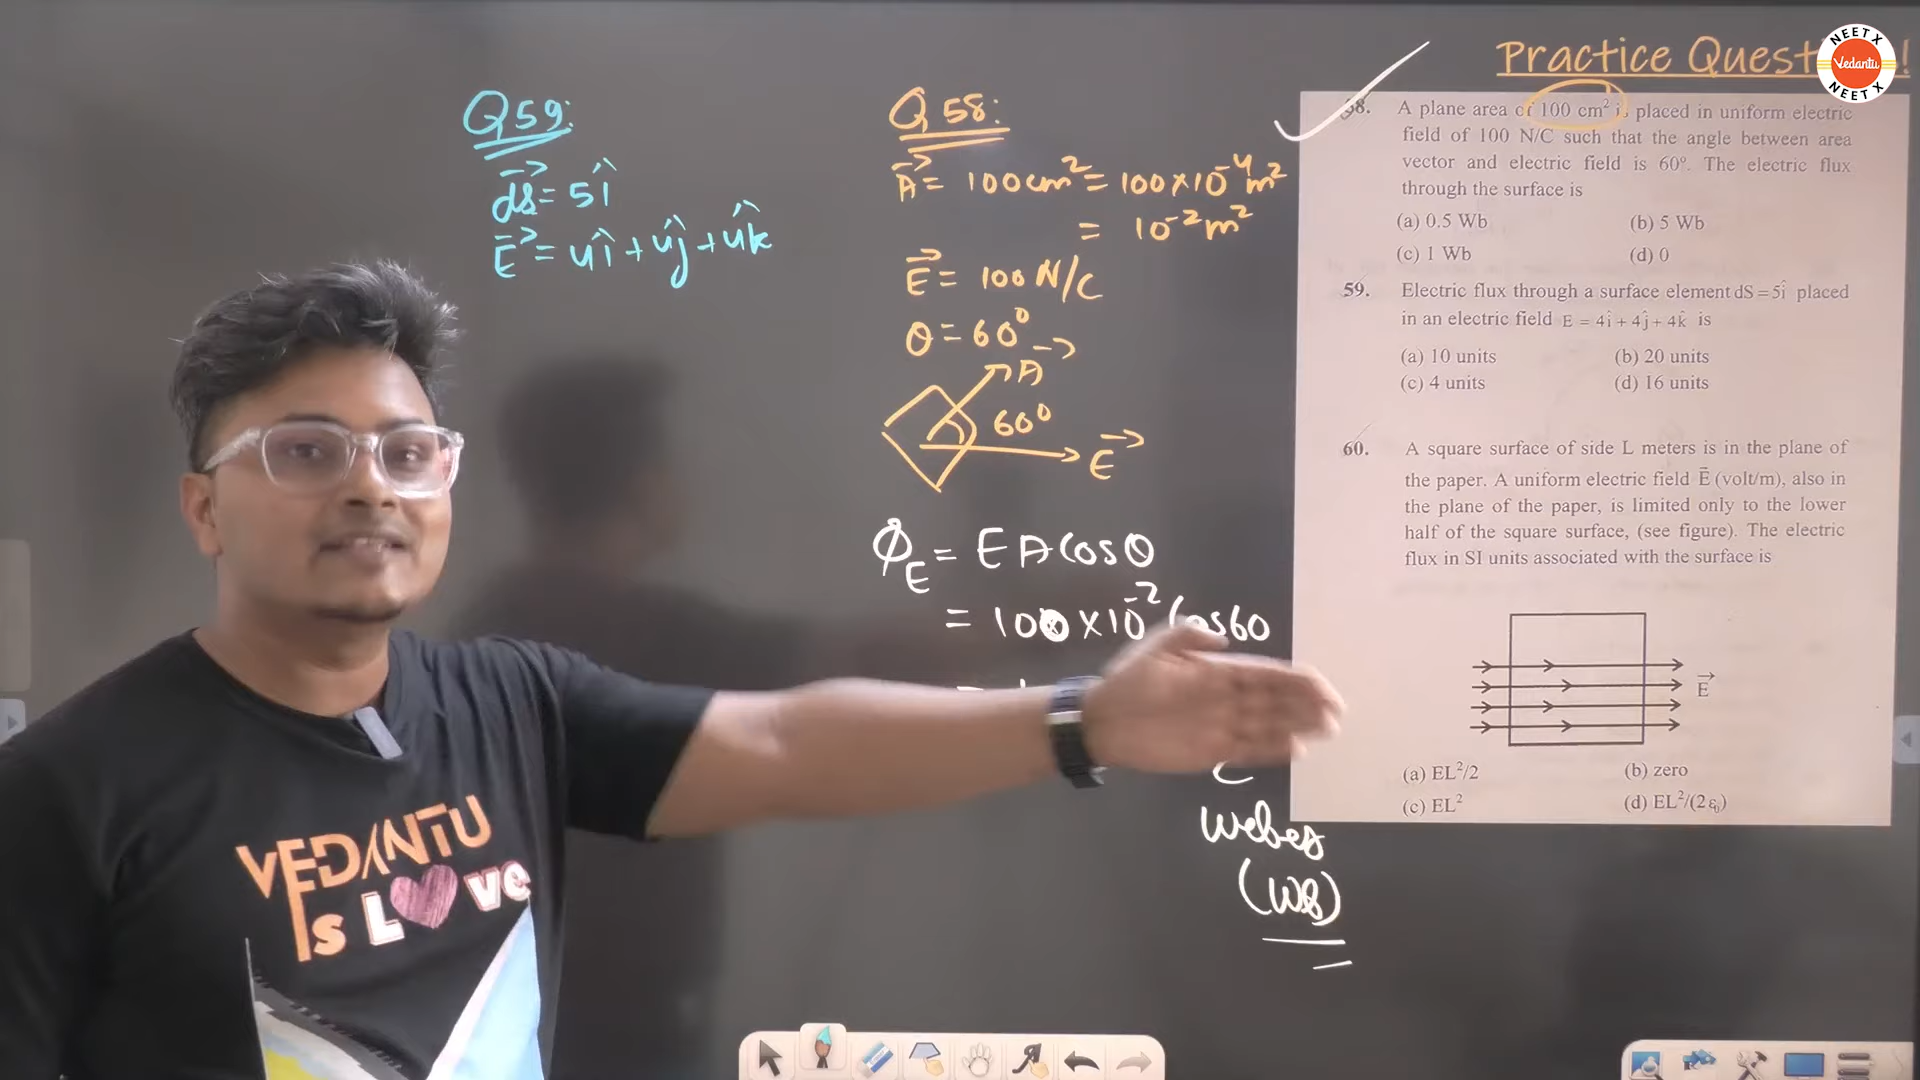 Practice Quest
NEET X
Vedantu
NEET X
!
Q59:
ds = 5î
E = 4î + 4ĵ + 4k̂
Q58:
A = 100cm² = 100×10⁻⁴m²
= 10⁻²m²
E = 100 N/C
θ = 60°
A
60°
E
ϕE = EACosθ
= 100 × 10⁻² Cos60
=
Weber
(Wb)
58. A plane area of 100 cm² is placed in uniform electric
field of 100 N/C such that the angle between area
vector and electric field is 60°. The electric flux
through the surface is
(a) 0.5 Wb (b) 5 Wb
(c) 1 Wb (d) 0
59. Electric flux through a surface element dS = 5î placed
in an electric field E = 4î + 4ĵ + 4k̂ is
(a) 10 units (b) 20 units
(c) 4 units (d) 16 units
60. A square surface of side L meters is in the plane of
the paper. A uniform electric field E⃗ (volt/m), also in
the plane of the paper, is limited only to the lower
half of the square surface, (see figure). The electric
flux in SI units associated with the surface is
E⃗
(a) EL²/2 (b) zero
(c) EL² (d) EL²/(2ε₀)
VEDANTU
Is Love